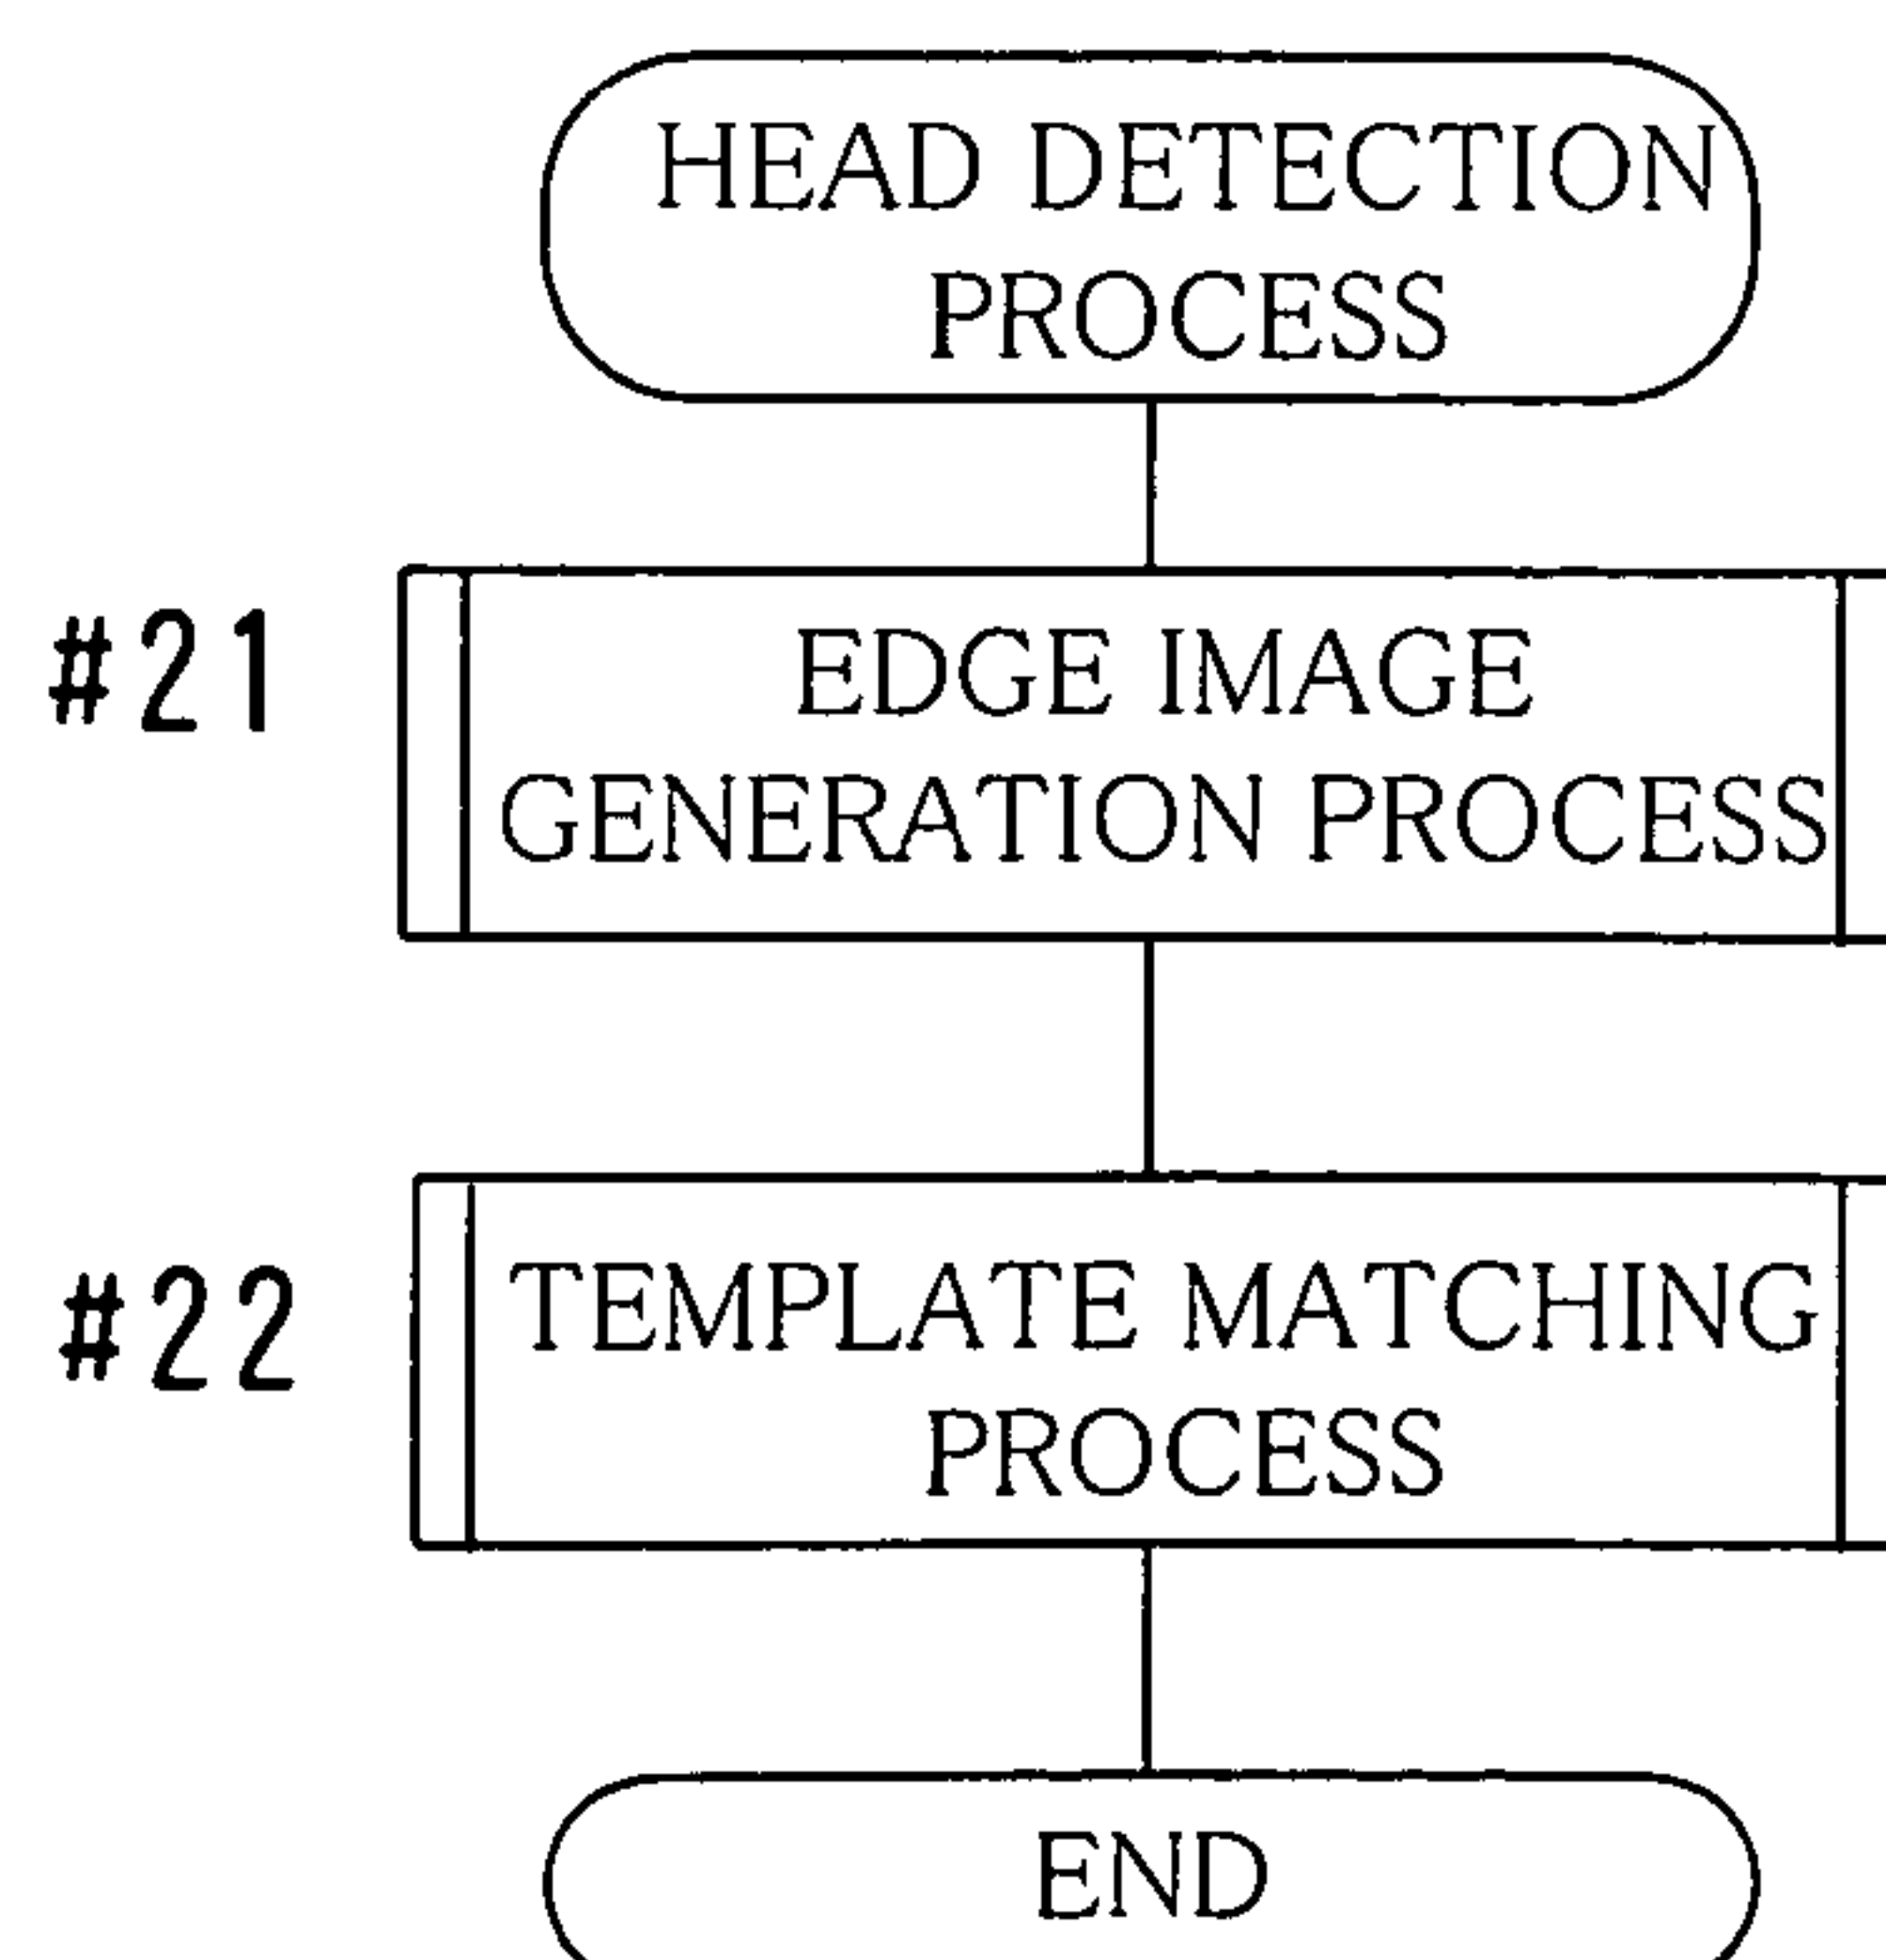 HEAD DETECTION
PROCESS
#21
EDGE IMAGE
GENERATION PROCESS
#22
TEMPLATE MATCHING
PROCESS
END